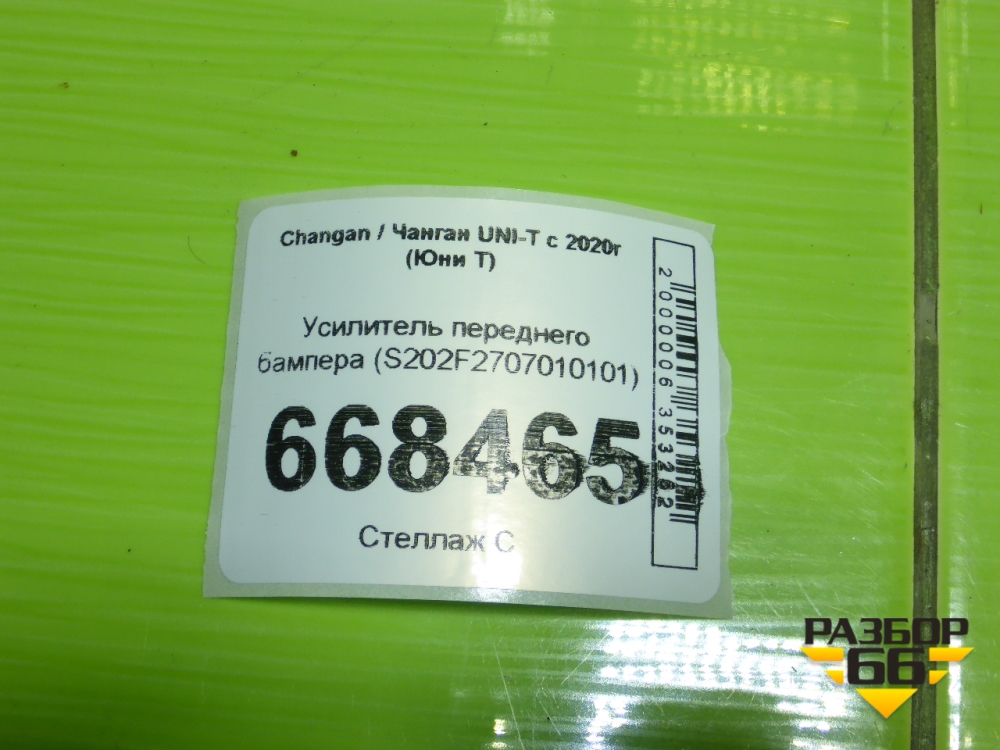 Changan / Чанган UNI-T с 2020г
(Юни Т)
Усилитель переднего
бампера (S202F2707010101)
668465
Стеллаж С
2000006353262
РАЗБОР
66